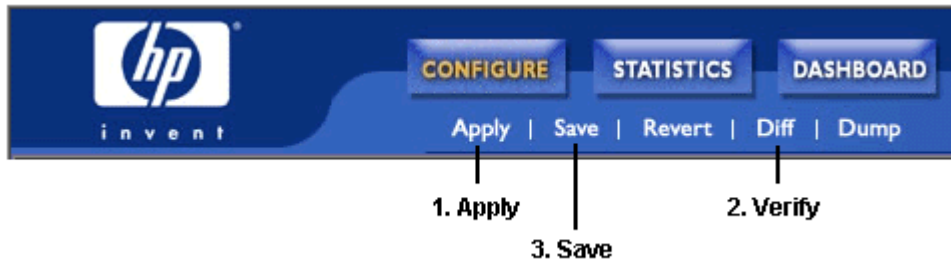 hp
invent
CONFIGURE STATISTICS DASHBOARD
Apply | Save | Revert | Diff | Dump
1. Apply 2. Verify
3. Save